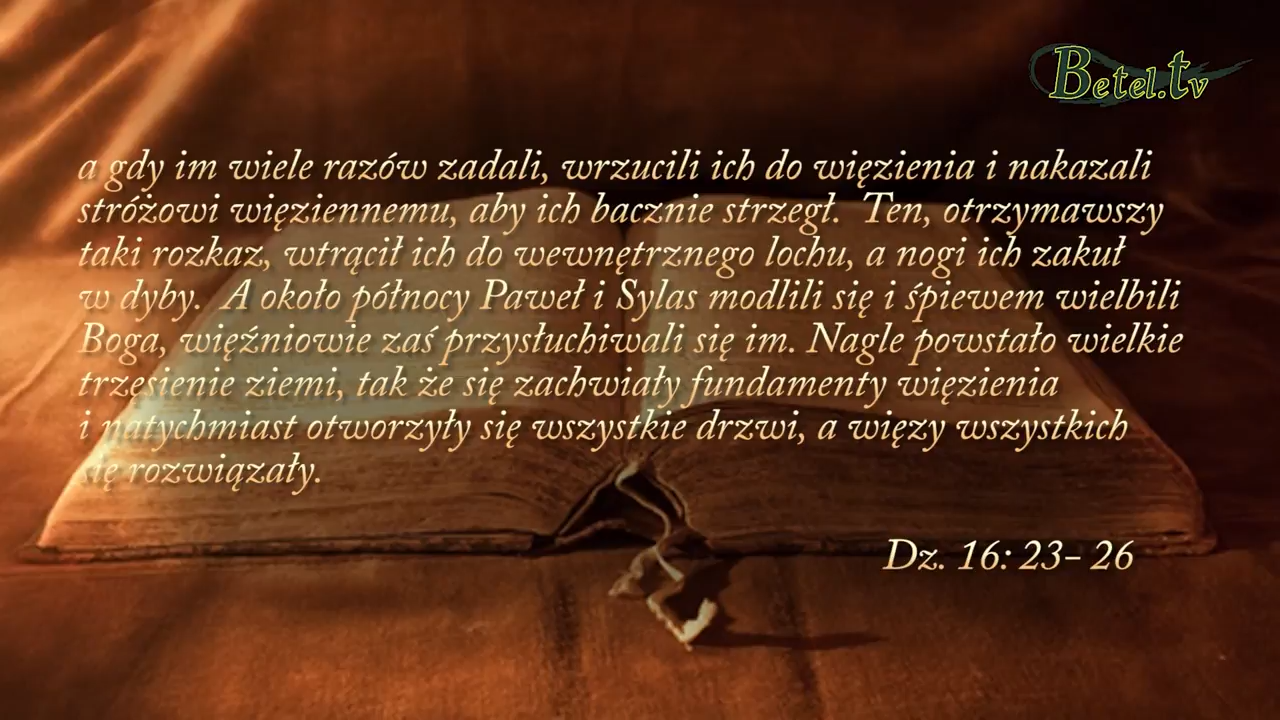 Betel.tv
a gdy im wiele razów zadali, wrzucili ich do więzienia i nakazali
stróżowi więziennemu, aby ich bacznie strzegł. Ten, otrzymawszy
taki rozkaz, wtrącił ich do wewnętrznego lochu, a nogi ich zakuł
w dyby. A około północy Paweł i Sylas modlili się i śpiewem wielbili
Boga, więźniowie zaś przysłuchiwali się im. Nagle powstało wielkie
trzęsienie ziemi, tak że się zachwiały fundamenty więzienia
i natychmiast otworzyły się wszystkie drzwi, a więzy wszystkich
się rozwiązały.
Dz. 16: 23- 26